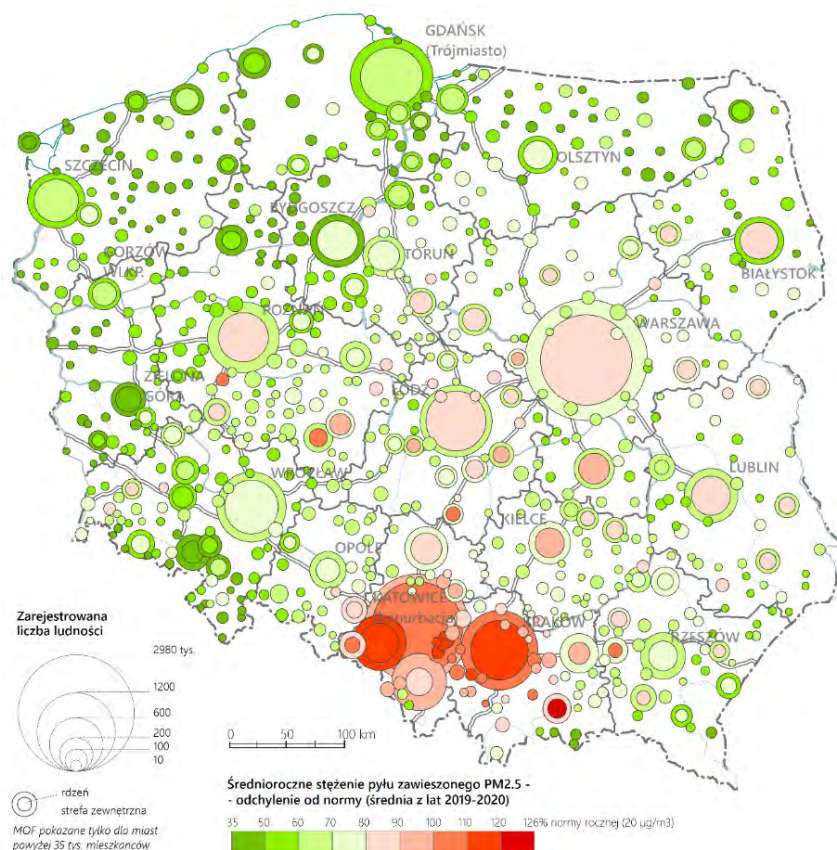 GDAŃSK
(Trójmiasto)
SZCZECIN
OLSZTYN
BYDGOSZCZ
GORZÓW
WLKP.
TORUŃ
BIAŁYSTOK
POZNAŃ
WARSZAWA
ZIELONA
GÓRA
ŁÓDŹ
WROCŁAW
LUBLIN
KIELCE
OPOLE
KATOWICE
(konurbacja)
KRAKÓW
RZESZÓW
Zarejestrowana
liczba ludności
2980 tys.
1200
600
200
100
10
rdzeń
strefa zewnętrzna
MOF pokazane tylko dla miast
powyżej 35 tys. mieszkańców
0 50 100 km
Średnioroczne stężenie pyłu zawieszonego PM2.5 -
- odchylenie od normy (średnia z lat 2019-2020)
35 50 60 70 80 90 100 110 120 126% normy rocznej (20 µg/m3)